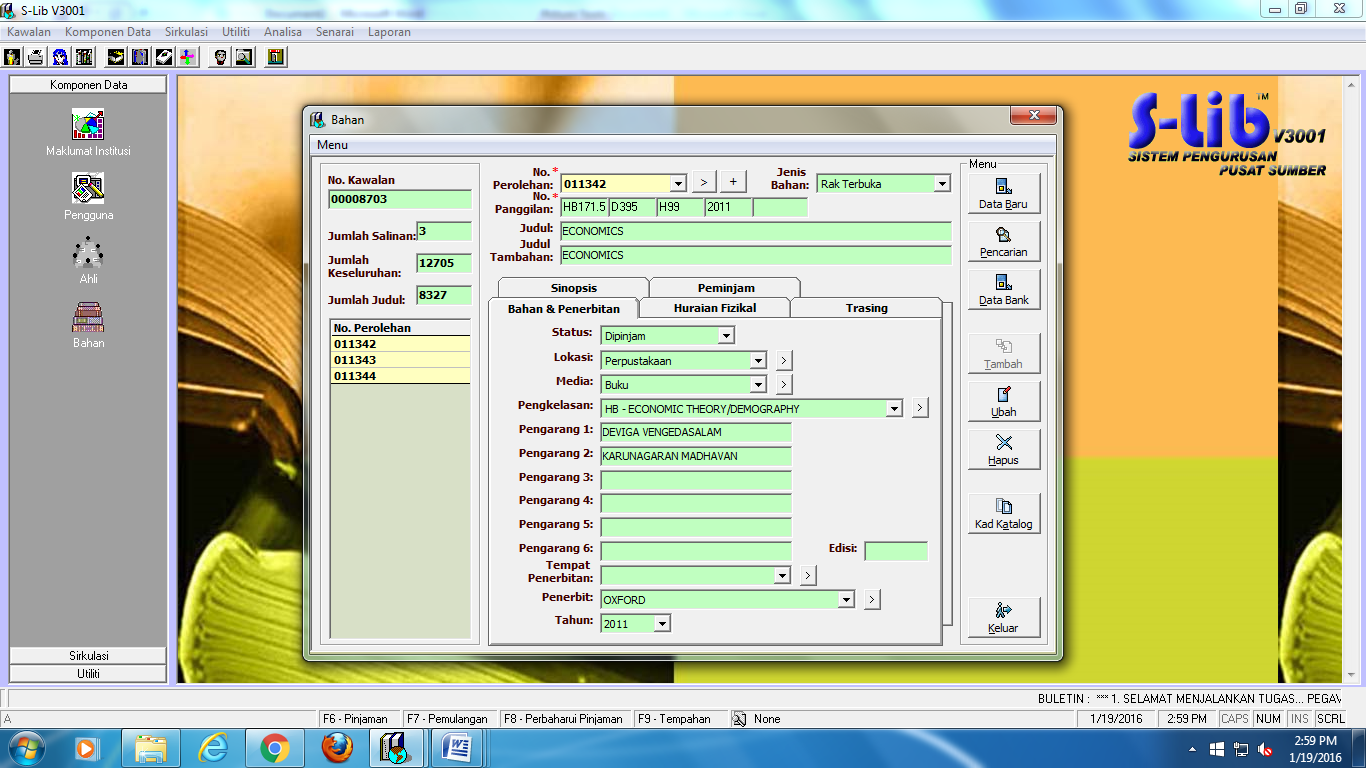 S-Lib V3001
Kawalan Komponen Data Sirkulasi Utiliti Analisa Senarai Laporan
Komponen Data
Maklumat Institusi
Pengguna
Ahli
Bahan
Sirkulasi
Utiliti
S-Lib™ V3001
SISTEM PENGURUSAN
PUSAT SUMBER
Bahan
Menu
No. Kawalan
00008703
Jumlah Salinan: 3
Jumlah Keseluruhan: 12705
Jumlah Judul: 8327
No. Perolehan
011342
011343
011344
No. * Perolehan: 011342 > +
Jenis Bahan: Rak Terbuka
No. * Panggilan: HB171.5 D395 H99 2011
Judul: ECONOMICS
Judul Tambahan: ECONOMICS
Sinopsis Peminjam
Bahan & Penerbitan Huraian Fizikal Trasing
Status: Dipinjam
Lokasi: Perpustakaan >
Media: Buku >
Pengkelasan: HB - ECONOMIC THEORY/DEMOGRAPHY >
Pengarang 1: DEVIGA VENGEDASALAM
Pengarang 2: KARUNAGARAN MADHAVAN
Pengarang 3:
Pengarang 4:
Pengarang 5:
Pengarang 6:
Edisi:
Tempat Penerbitan: >
Penerbit: OXFORD >
Tahun: 2011
Menu
Data Baru
Pencarian
Data Bank
Tambah
Ubah
Hapus
Kad Katalog
Keluar
BULETIN : *** 1. SELAMAT MENJALANKAN TUGAS...
A F6 - Pinjaman F7 - Pemulangan F8 - Perbaharui Pinjaman F9 - Tempahan None 1/19/2016 2:59 PM CAPS NUM INS SCRL
2:59 PM
1/19/2016